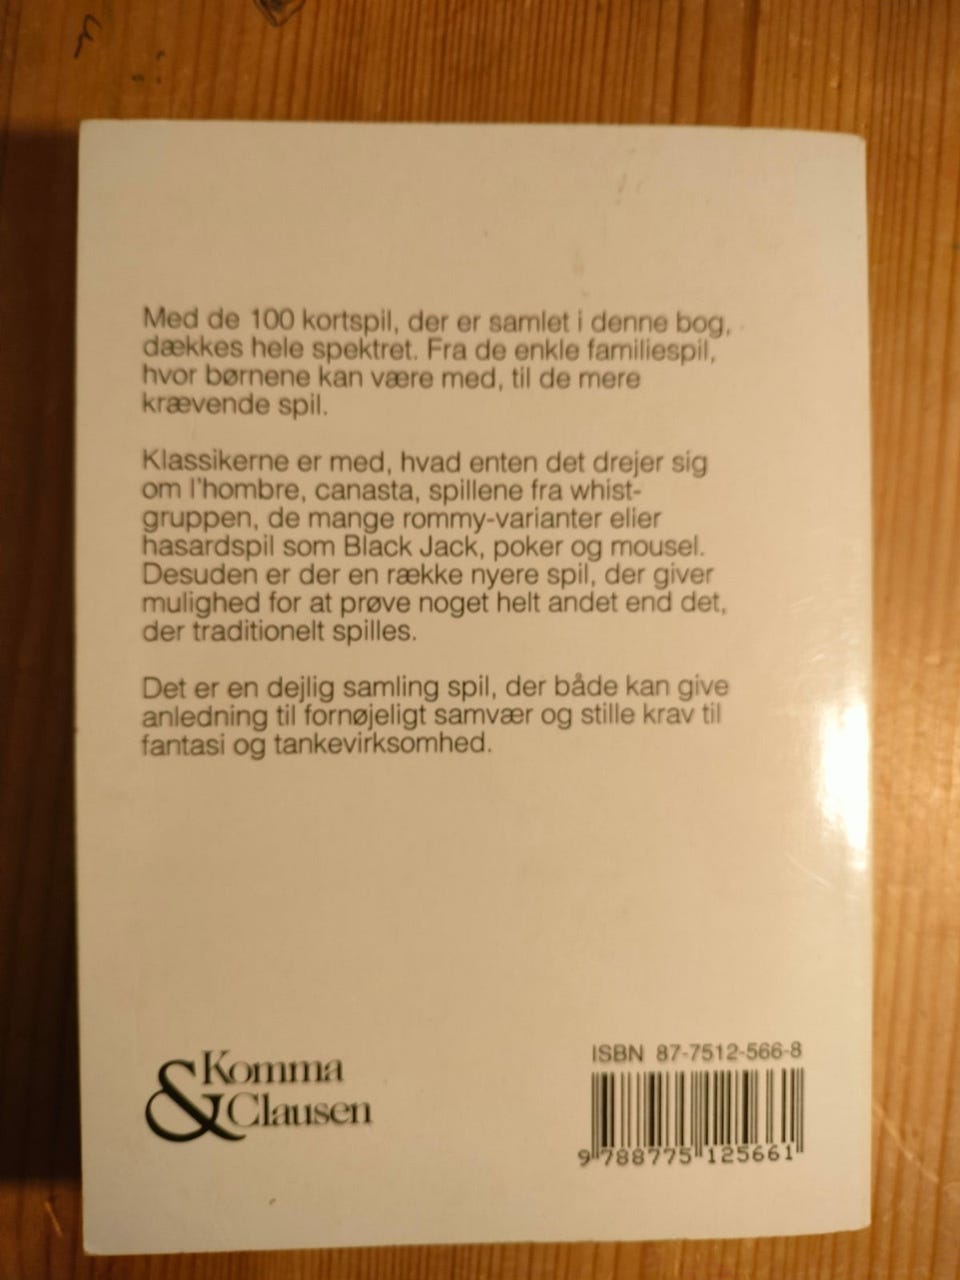 Med de 100 kortspil, der er samlet i denne bog,
dækkes hele spektret. Fra de enkle familiespil,
hvor børnene kan være med, til de mere
krævende spil.
Klassikerne er med, hvad enten det drejer sig
om l'hombre, canasta, spillene fra whist-
gruppen, de mange rommy-varianter eller
hasardspil som Black Jack, poker og mousel.
Desuden er der en række nyere spil, der giver
mulighed for at prøve noget helt andet end det,
der traditionelt spilles.
Det er en dejlig samling spil, der både kan give
anledning til fornøjeligt samvær og stille krav til
fantasi og tankevirksomhed.
Komma
& Clausen
ISBN 87-7512-566-8
9 788775 125661